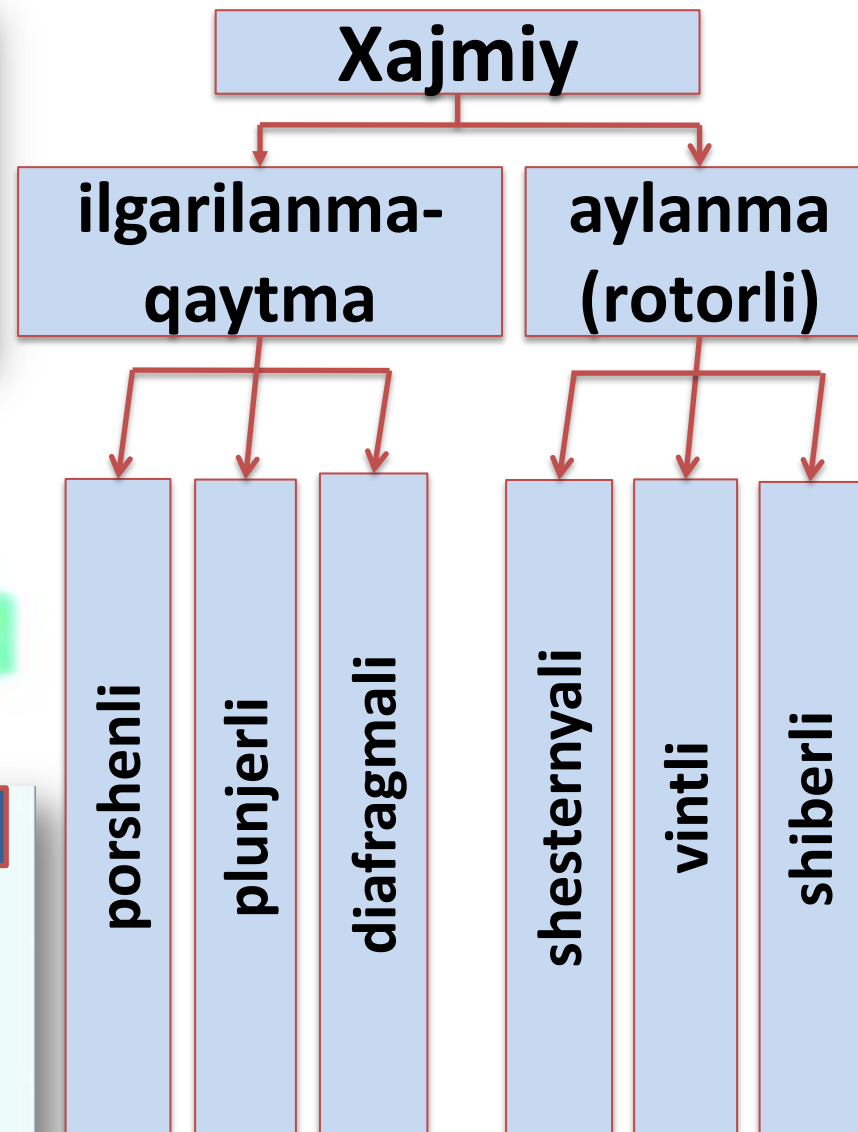 Xajmiy
ilgarilanma-
qaytma
aylanma
(rotorli)
porshenli
plunjerli
diafragmali
shesternyali
vintli
shiberli